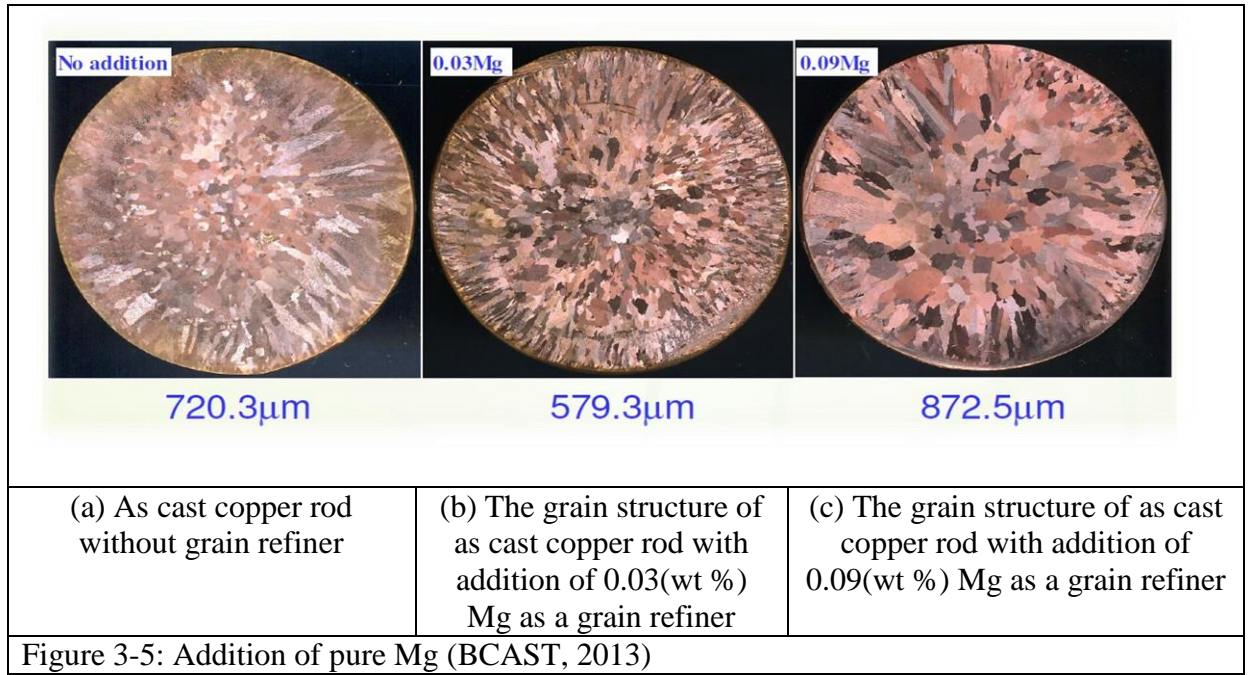 No addition
0.03Mg
0.09Mg
720.3μm
579.3μm
872.5μm
(a) As cast copper rod
without grain refiner
(b) The grain structure of
as cast copper rod with
addition of 0.03(wt %)
Mg as a grain refiner
(c) The grain structure of as cast
copper rod with addition of
0.09(wt %) Mg as a grain refiner
Figure 3-5: Addition of pure Mg (BCAST, 2013)